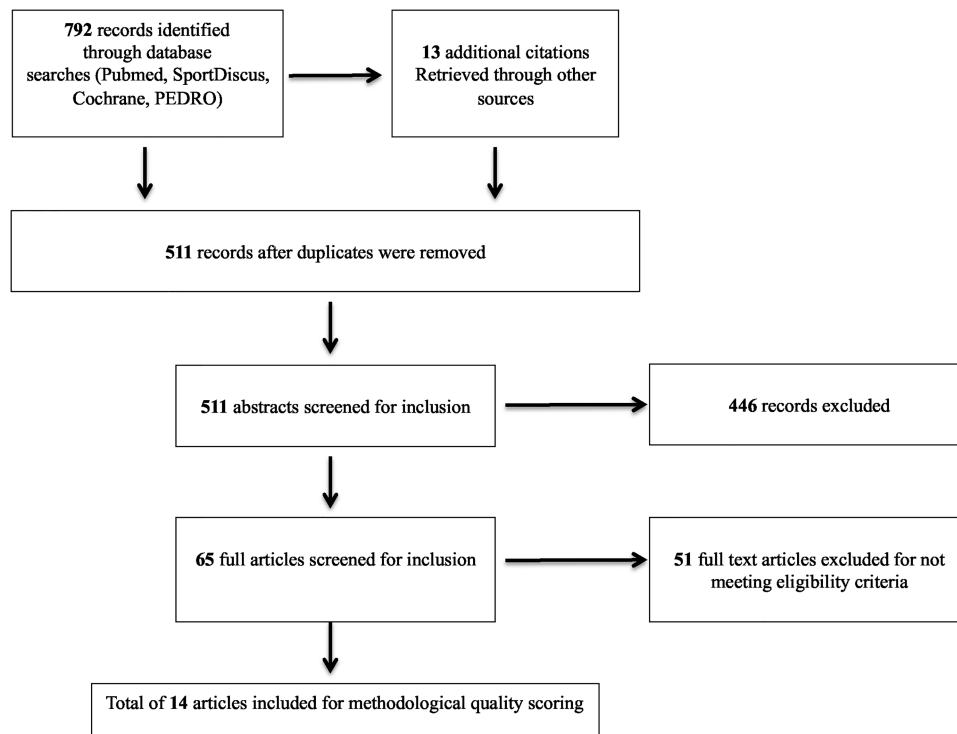 792 records identified
through database
searches (Pubmed, SportDiscus,
Cochrane, PEDRO)
13 additional citations
Retrieved through other
sources
511 records after duplicates were removed
511 abstracts screened for inclusion
446 records excluded
65 full articles screened for inclusion
51 full text articles excluded for not
meeting eligibility criteria
Total of 14 articles included for methodological quality scoring